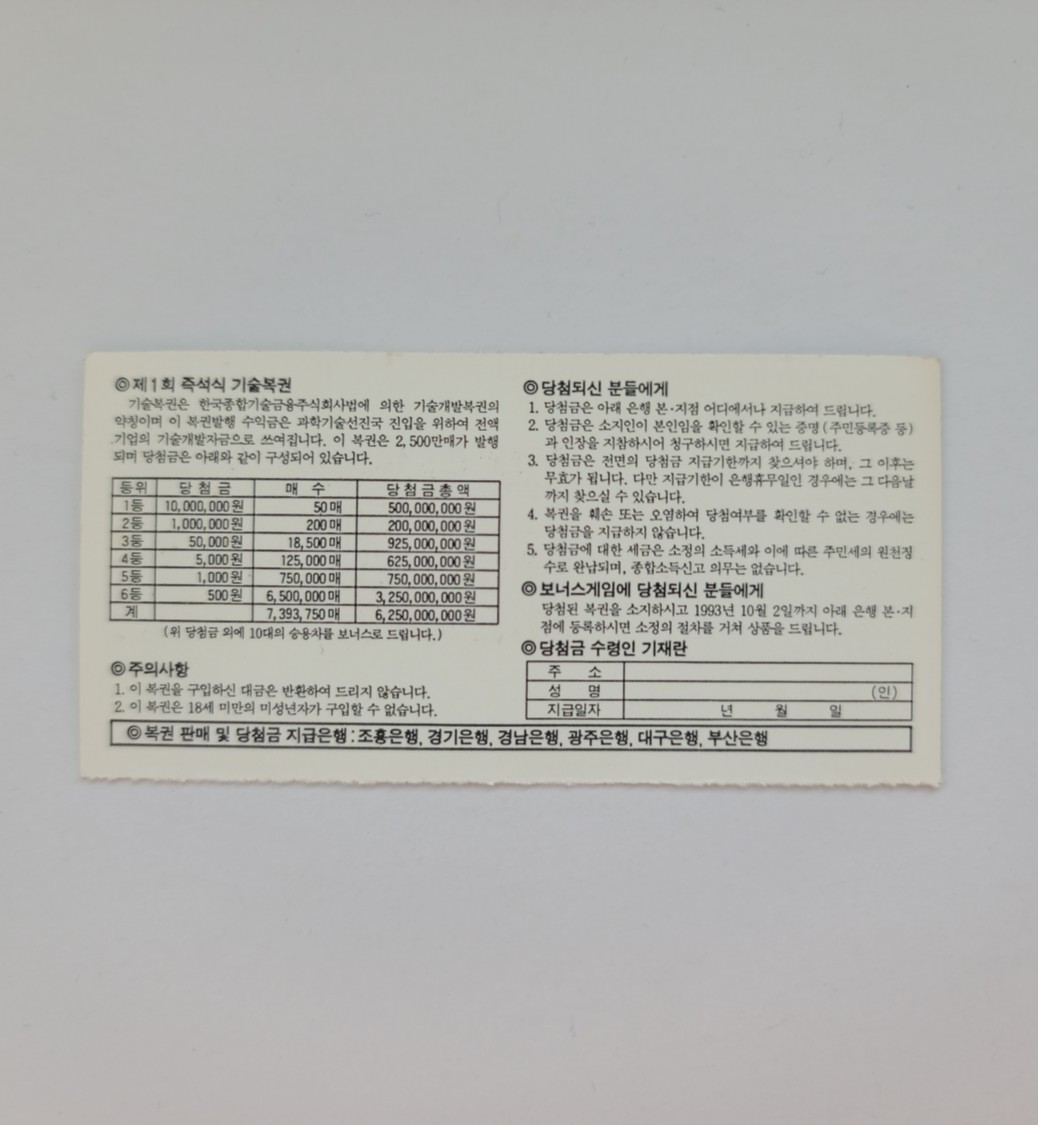 ◎ 제1회 즉석식 기술복권
기술복권은 한국종합기술금융주식회사법에 의한 기술개발복권의
약칭이며 이 복권발행 수익금은 과학기술선진국 진입을 위하여 전액
기업의 기술개발자금으로 쓰여집니다. 이 복권은 2,500만매가 발행
되며 당첨금은 아래와 같이 구성되어 있습니다.
등위 당첨금 매수 당첨금총액
1등 10,000,000원 50매 500,000,000원
2등 1,000,000원 200매 200,000,000원
3등 50,000원 18,500매 925,000,000원
4등 5,000원 125,000매 625,000,000원
5등 1,000원 750,000매 750,000,000원
6등 500원 6,500,000매 3,250,000,000원
계 7,393,750매 6,250,000,000원
(위 당첨금 외에 10대의 승용차를 보너스로 드립니다.)
◎ 주의사항
1. 이 복권을 구입하신 대금은 반환하여 드리지 않습니다.
2. 이 복권은 18세 미만의 미성년자가 구입할 수 없습니다.
◎ 당첨되신 분들에게
1. 당첨금은 아래 은행 본·지점 어디에서나 지급하여 드립니다.
2. 당첨금은 소지인이 본인임을 확인할 수 있는 증명(주민등록증 등)
과 인장을 지참하시어 청구하시면 지급하여 드립니다.
3. 당첨금은 전면의 당첨금 지급기한까지 찾으셔야 하며, 그 이후는
무효가 됩니다. 다만 지급기한이 은행휴무일인 경우에는 그 다음날
까지 찾으실 수 있습니다.
4. 복권을 훼손 또는 오염하여 당첨여부를 확인할 수 없는 경우에는
당첨금을 지급하지 않습니다.
5. 당첨금에 대한 세금은 소정의 소득세와 이에 따른 주민세의 원천징
수로 완납되며, 종합소득신고 의무는 없습니다.
◎ 보너스게임에 당첨되신 분들에게
당첨된 복권을 소지하시고 1993년 10월 2일까지 아래 은행 본·지
점에 등록하시면 소정의 절차를 거쳐 상품을 드립니다.
◎ 당첨금 수령인 기재란
주 소
성 명 (인)
지급일자 년 월 일
◎ 복권 판매 및 당첨금 지급은행 : 조흥은행, 경기은행, 경남은행, 광주은행, 대구은행, 부산은행